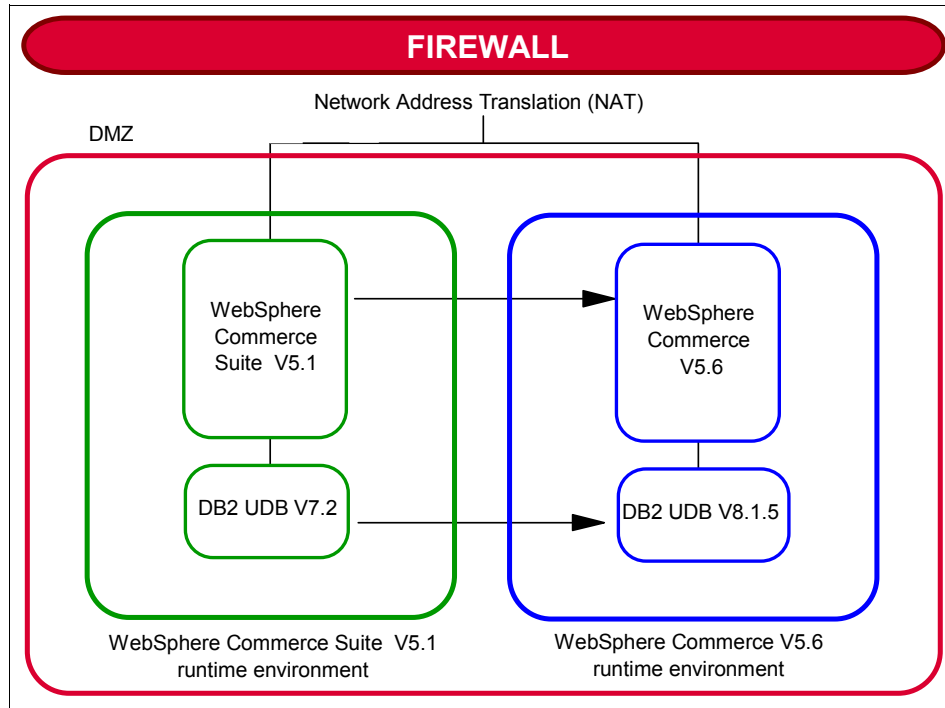 FIREWALL
Network Address Translation (NAT)
DMZ
WebSphere
Commerce
Suite V5.1
WebSphere
Commerce
V5.6
DB2 UDB V7.2
DB2 UDB V8.1.5
WebSphere Commerce Suite V5.1
runtime environment
WebSphere Commerce V5.6
runtime environment